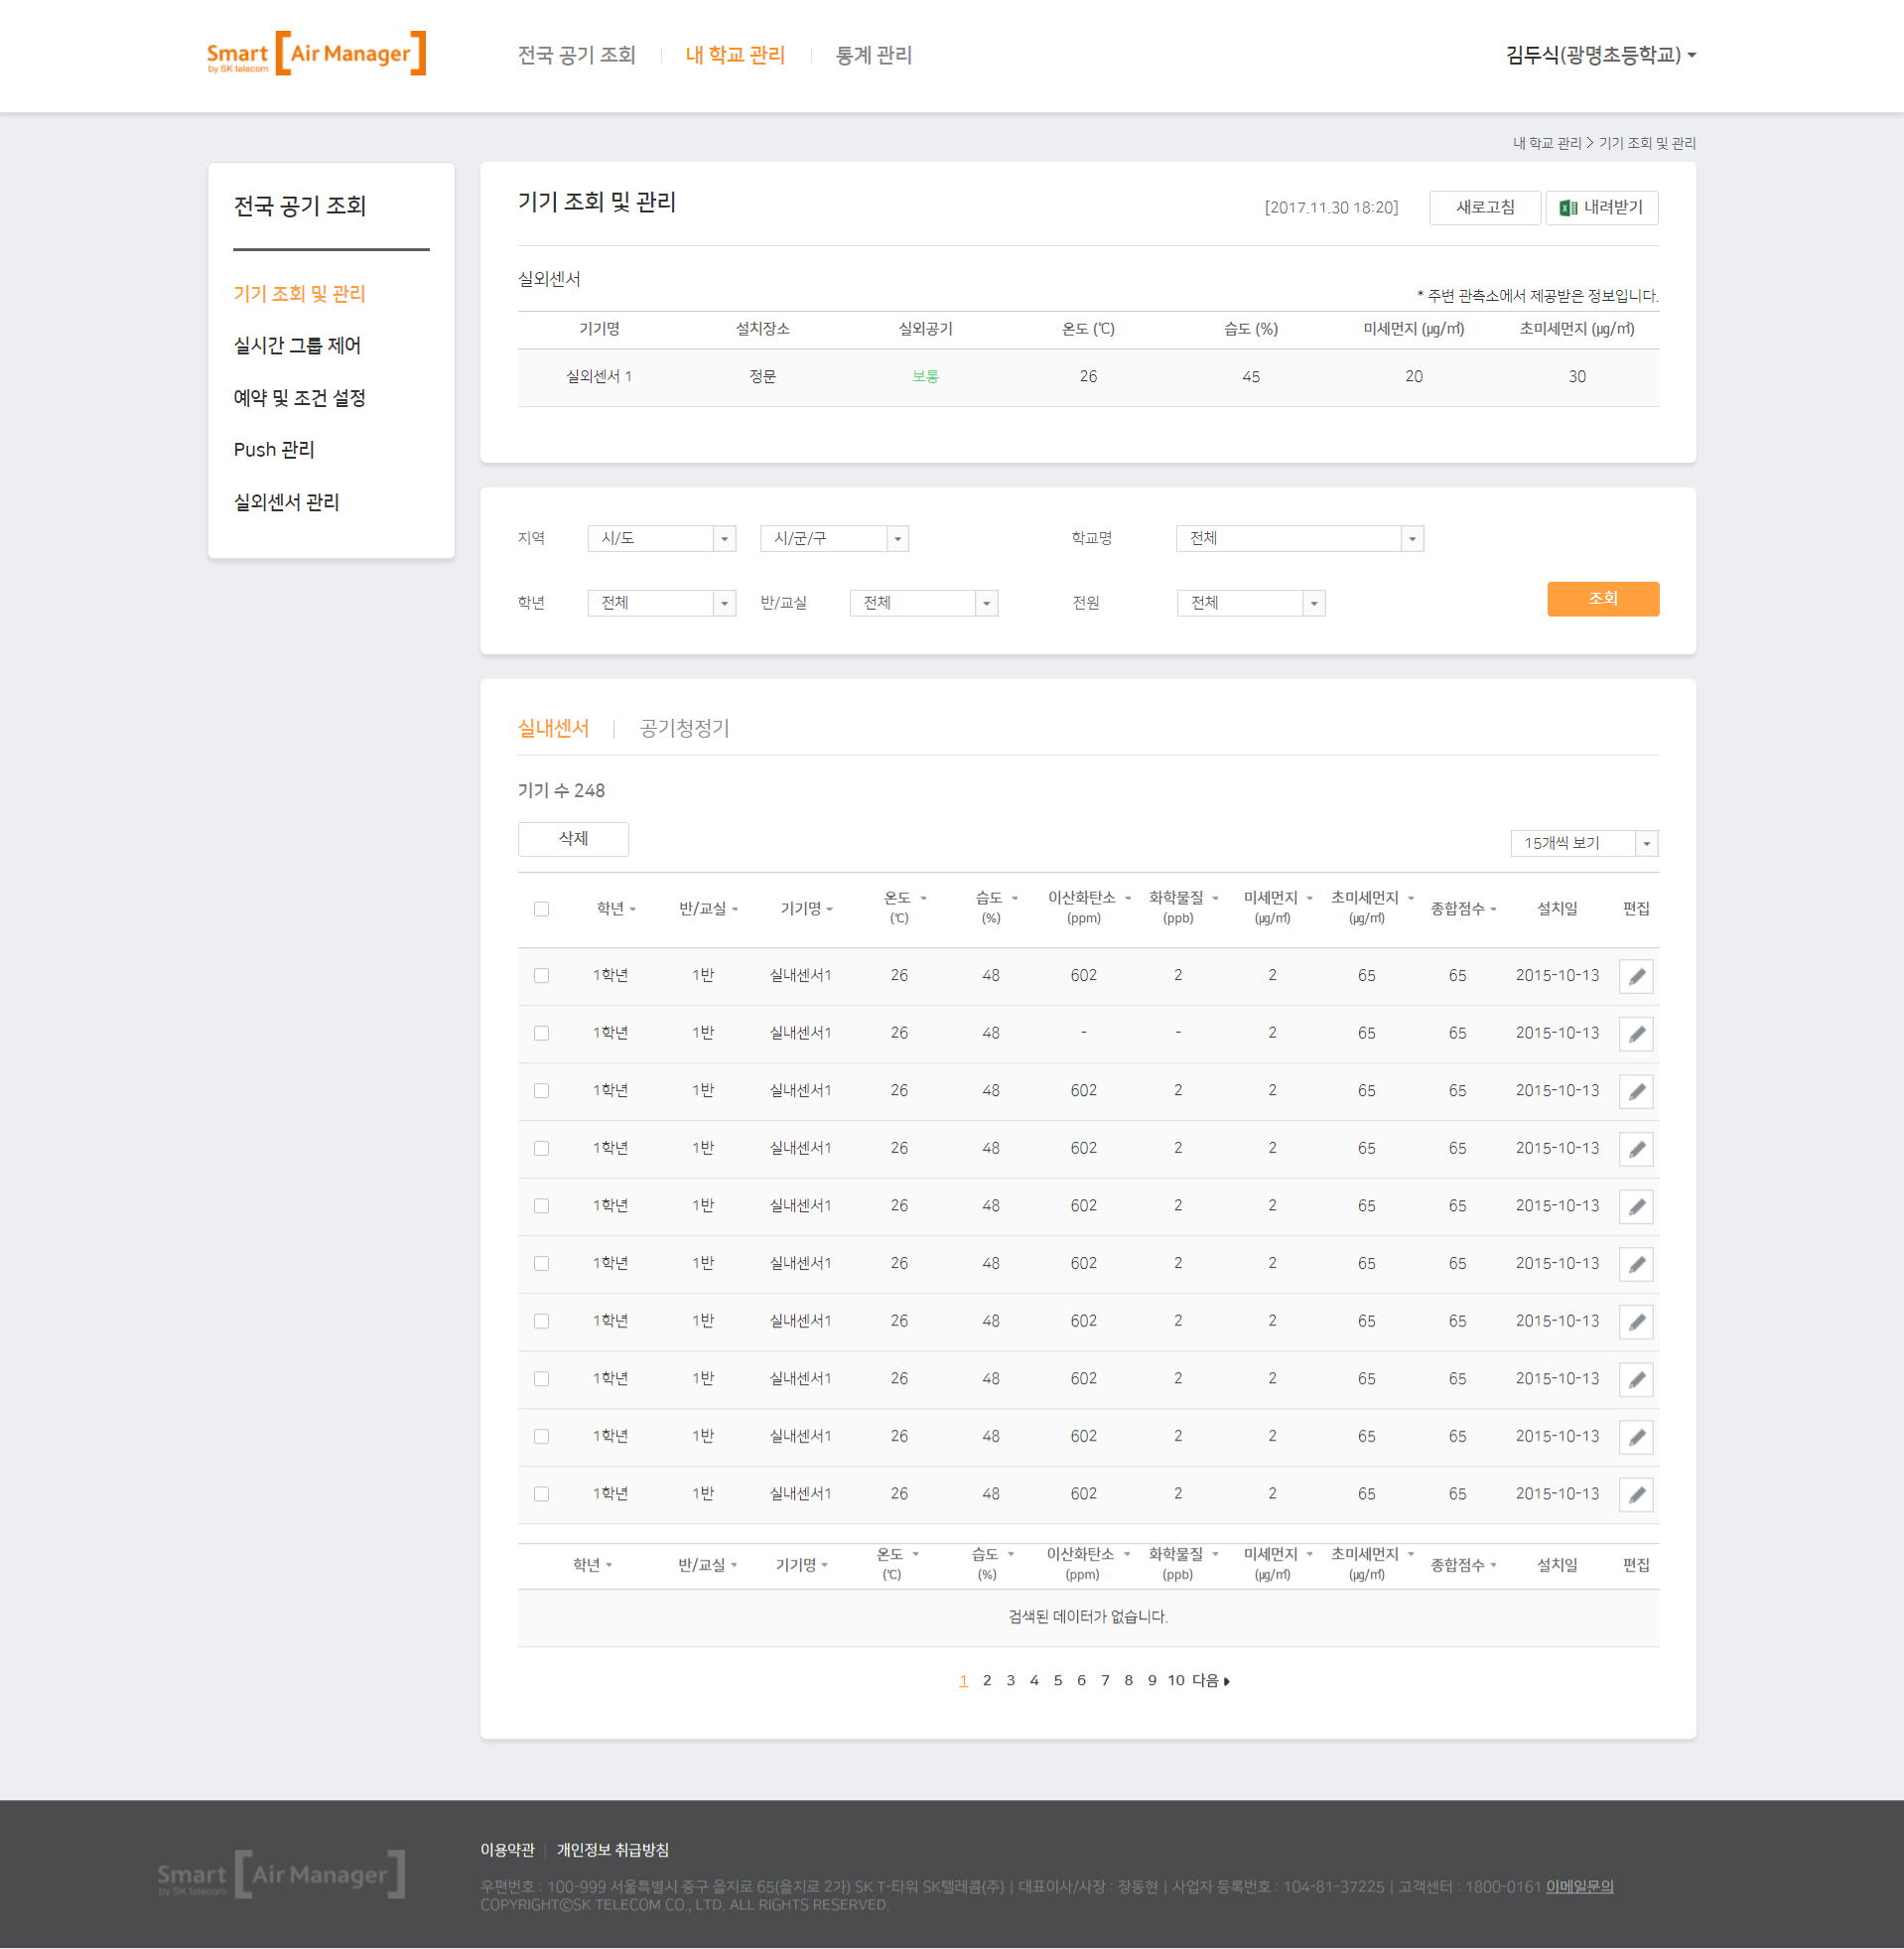 Smart [Air Manager]
by SK telecom
전국 공기 조회 내 학교 관리 통계 관리
김두식(광명초등학교)
내 학교 관리 > 기기 조회 및 관리
전국 공기 조회
기기 조회 및 관리
실시간 그룹 제어
예약 및 조건 설정
Push 관리
실외센서 관리
기기 조회 및 관리
[2017.11.30 18:20] 새로고침 내려받기
실외센서
* 주변 관측소에서 제공받은 정보입니다.
기기명 설치장소 실외공기 온도 (℃) 습도 (%) 미세먼지 (㎍/㎥) 초미세먼지 (㎍/㎥)
실외센서 1 정문 보통 26 45 20 30
지역 시/도 시/군/구 학교명 전체
학년 전체 반/교실 전체 전원 전체 조회
실내센서 | 공기청정기
기기 수 248
삭제 15개씩 보기
학년 반/교실 기기명 온도 (℃) 습도 (%) 이산화탄소 (ppm) 화학물질 (ppb) 미세먼지 (㎍/㎥) 초미세먼지 (㎍/㎥) 종합점수 설치일 편집
1학년 1반 실내센서1 26 48 602 2 2 65 65 2015-10-13
1학년 1반 실내센서1 26 48 - - 2 65 65 2015-10-13
1학년 1반 실내센서1 26 48 602 2 2 65 65 2015-10-13
1학년 1반 실내센서1 26 48 602 2 2 65 65 2015-10-13
1학년 1반 실내센서1 26 48 602 2 2 65 65 2015-10-13
1학년 1반 실내센서1 26 48 602 2 2 65 65 2015-10-13
1학년 1반 실내센서1 26 48 602 2 2 65 65 2015-10-13
1학년 1반 실내센서1 26 48 602 2 2 65 65 2015-10-13
1학년 1반 실내센서1 26 48 602 2 2 65 65 2015-10-13
1학년 1반 실내센서1 26 48 602 2 2 65 65 2015-10-13
학년 반/교실 기기명 온도 (℃) 습도 (%) 이산화탄소 (ppm) 화학물질 (ppb) 미세먼지 (㎍/㎥) 초미세먼지 (㎍/㎥) 종합점수 설치일 편집
검색된 데이터가 없습니다.
1 2 3 4 5 6 7 8 9 10 다음
이용약관 | 개인정보 취급방침
Smart [Air Manager]
by SK telecom
우편번호 : 100-999 서울특별시 중구 을지로 65(을지로 2가) SK T-타워 SK텔레콤(주) | 대표이사/사장 : 장동현 | 사업자 등록번호 : 104-81-37225 | 고객센터 : 1800-0161 이메일문의
COPYRIGHT©SK TELECOM CO., LTD. ALL RIGHTS RESERVED.